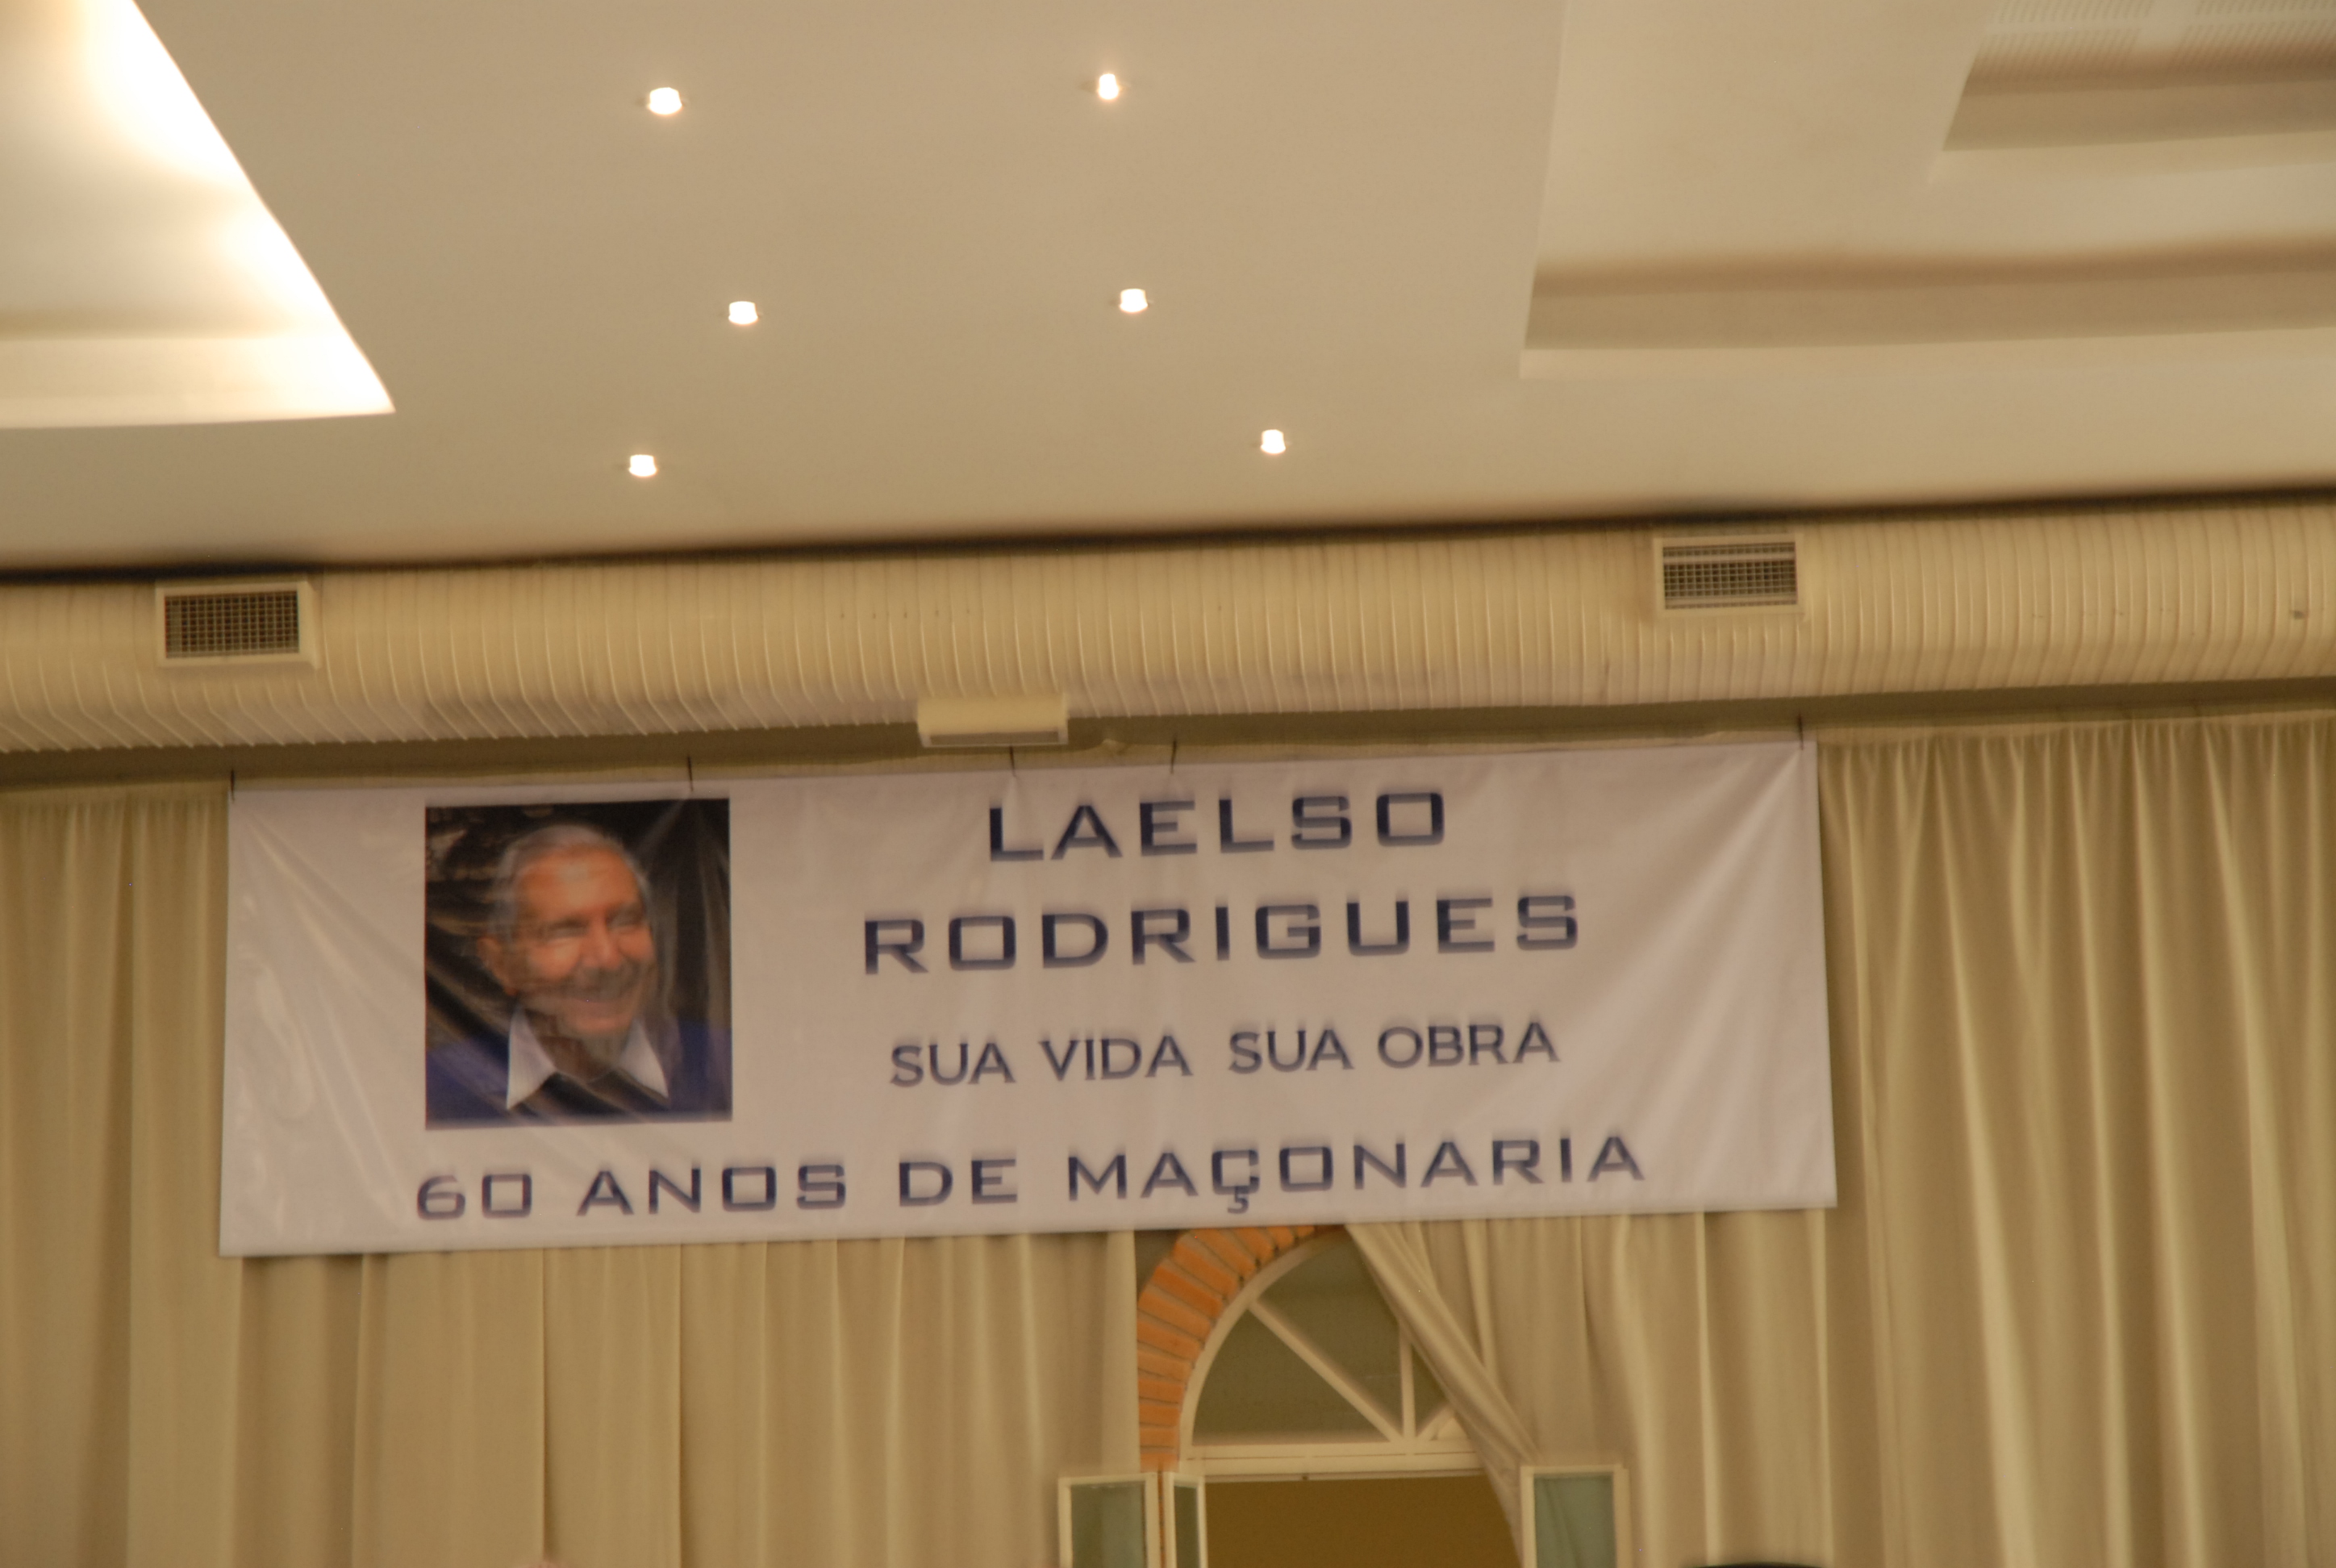 LAELSO
RODRIGUES
SUA VIDA SUA OBRA
60 ANOS DE MAÇONARIA